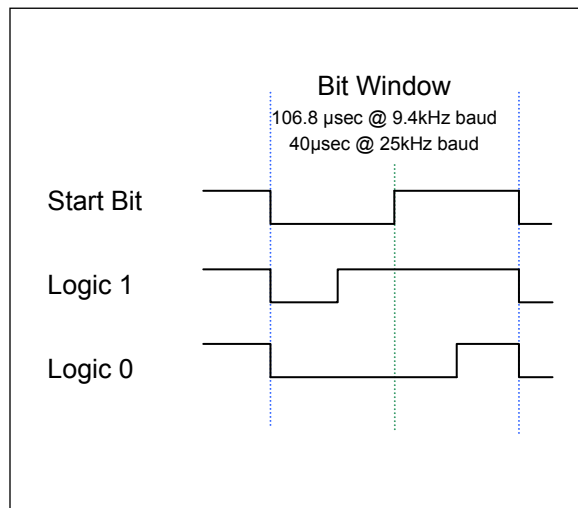 Bit Window
106.8 μsec @ 9.4kHz baud
40μsec @ 25kHz baud
Start Bit
Logic 1
Logic 0